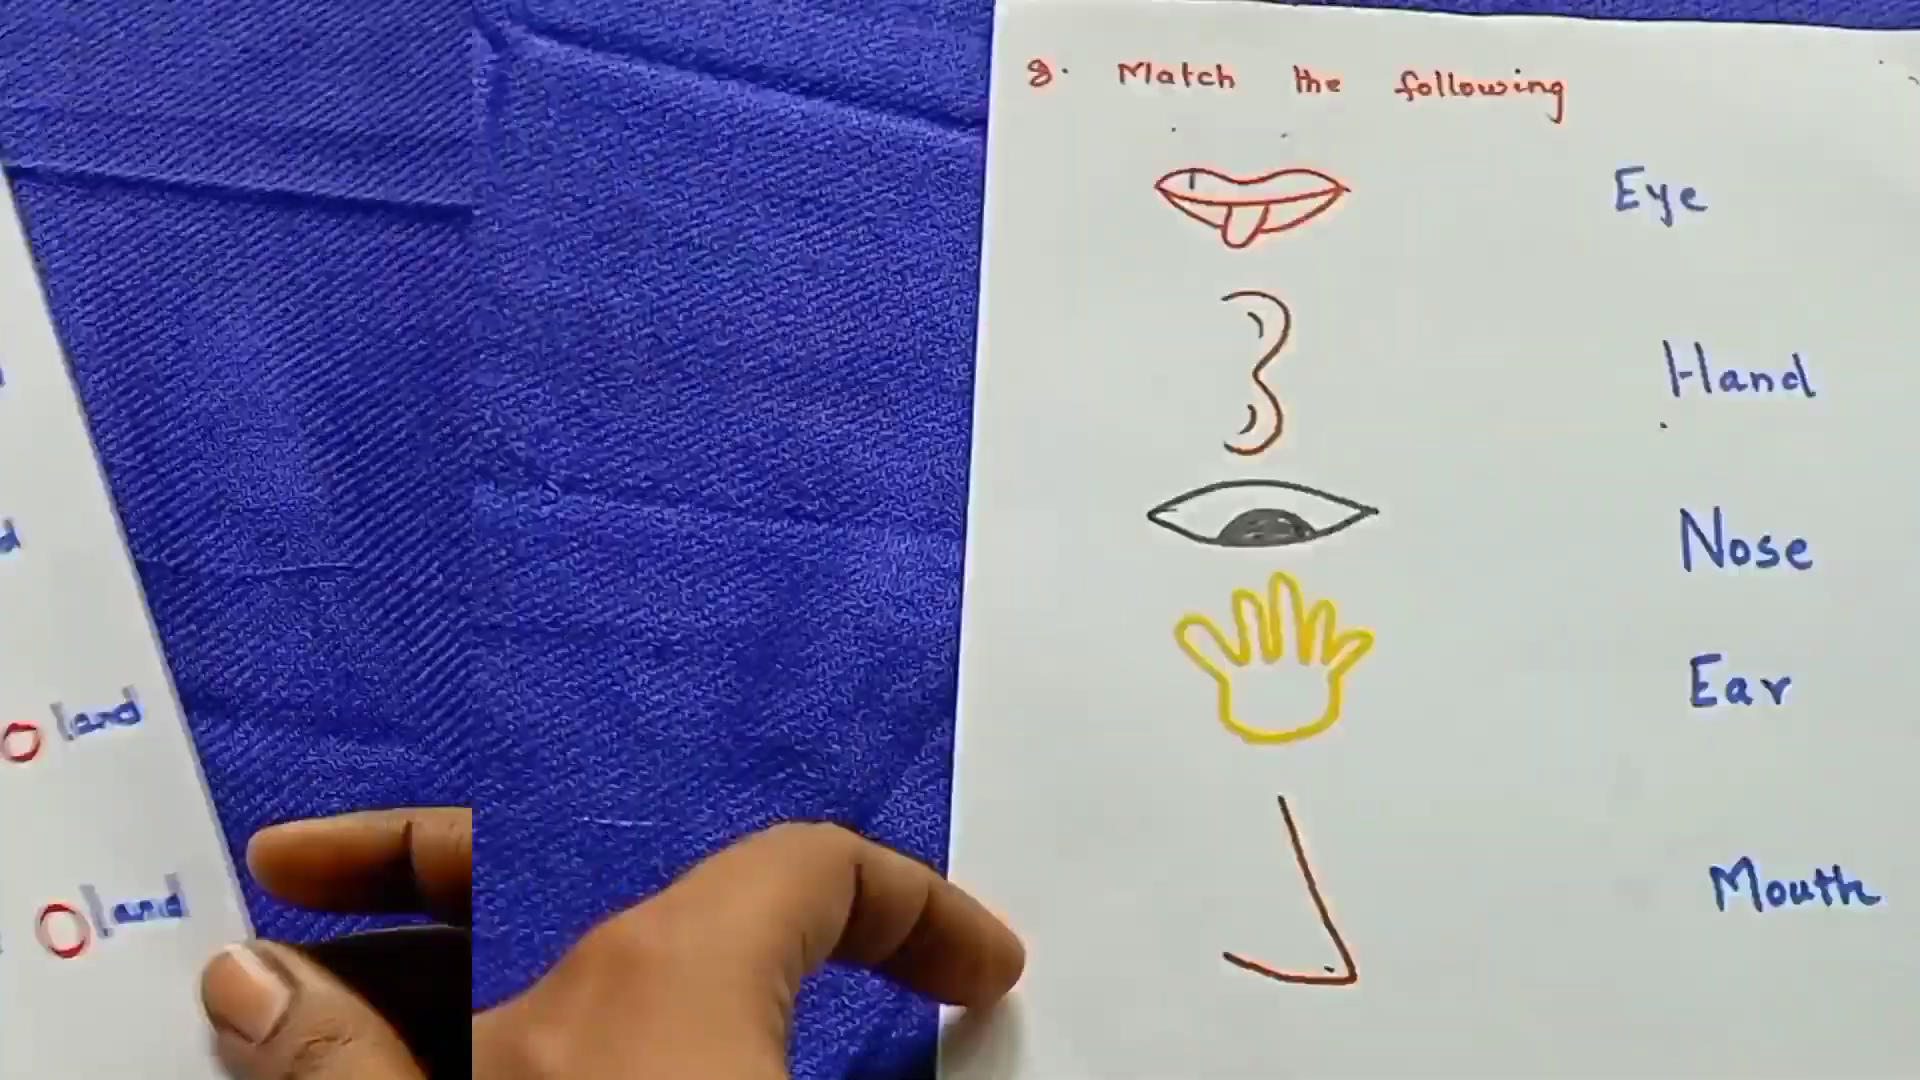 8. Match the following
Eye
Hand
Nose
Ear
Mouth
land
land